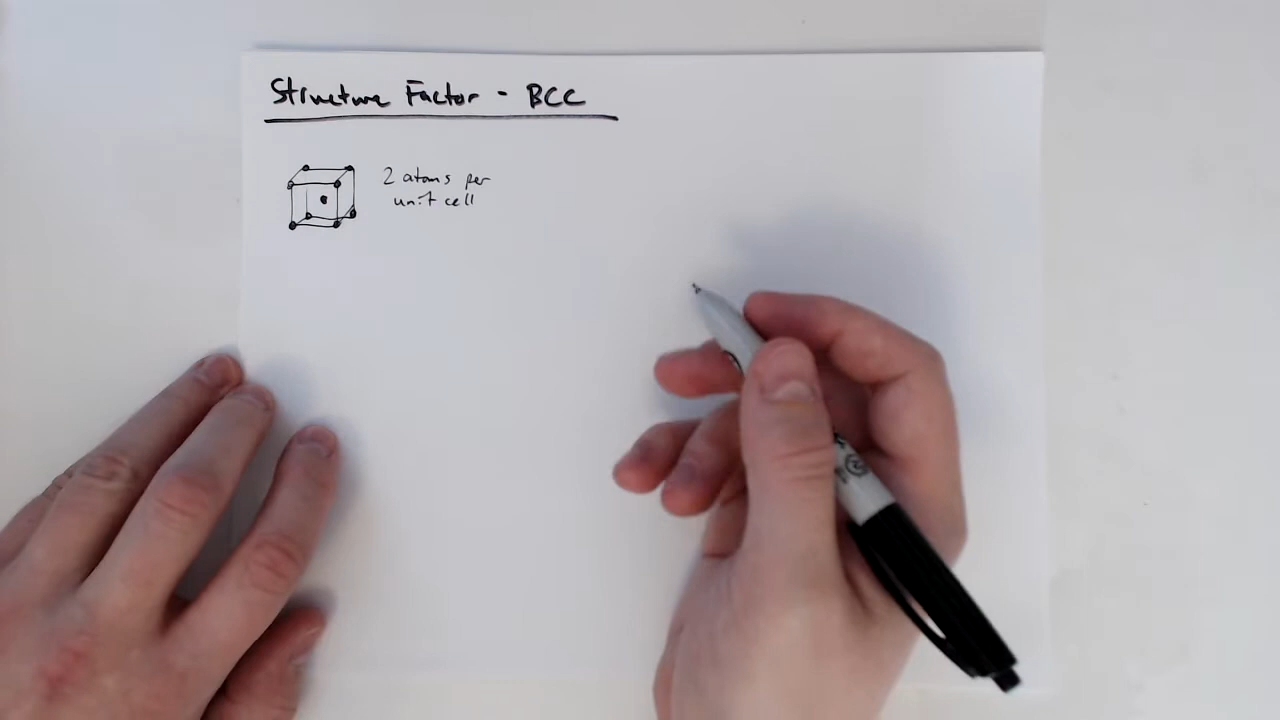 Structure Factor - BCC
2 atoms per
unit cell